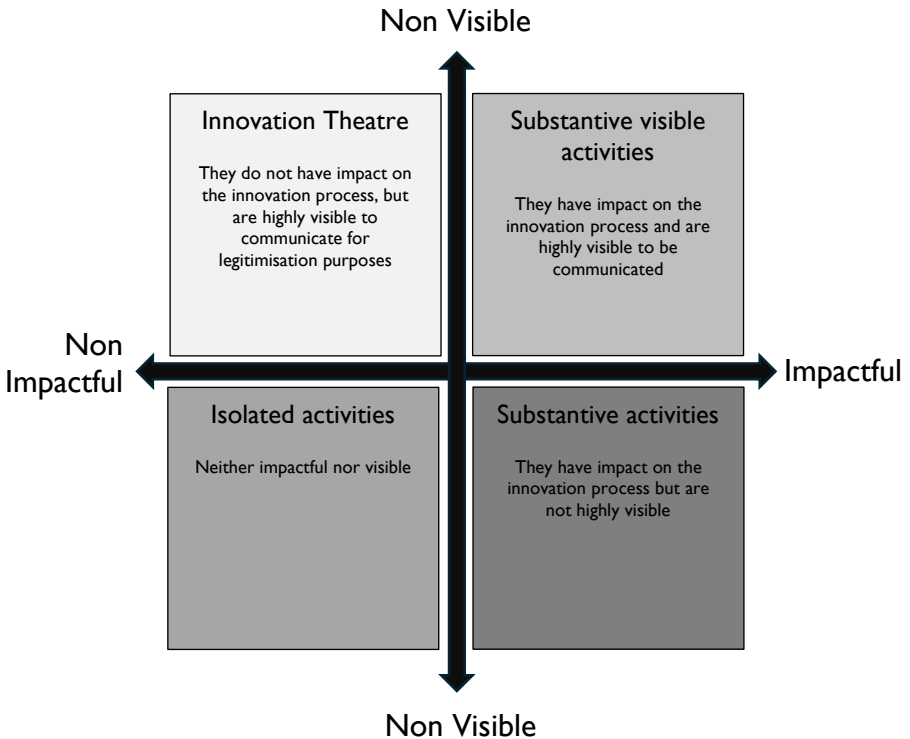 Non Visible
Innovation Theatre
They do not have impact on
the innovation process, but
are highly visible to
communicate for
legitimisation purposes
Substantive visible
activities
They have impact on the
innovation process and are
highly visible to be
communicated
Non
Impactful
Impactful
Isolated activities
Neither impactful nor visible
Substantive activities
They have impact on the
innovation process but are
not highly visible
Non Visible